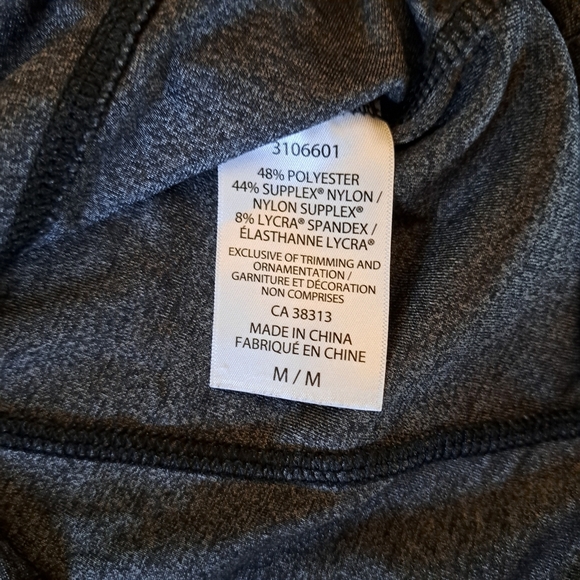 3106601
48% POLYESTER
44% SUPPLEX® NYLON /
NYLON SUPPLEX®
8% LYCRA® SPANDEX /
ÉLASTHANNE LYCRA®
EXCLUSIVE OF TRIMMING AND
ORNAMENTATION /
GARNITURE ET DÉCORATION
NON COMPRISES
CA 38313
MADE IN CHINA
FABRIQUÉ EN CHINE
M / M